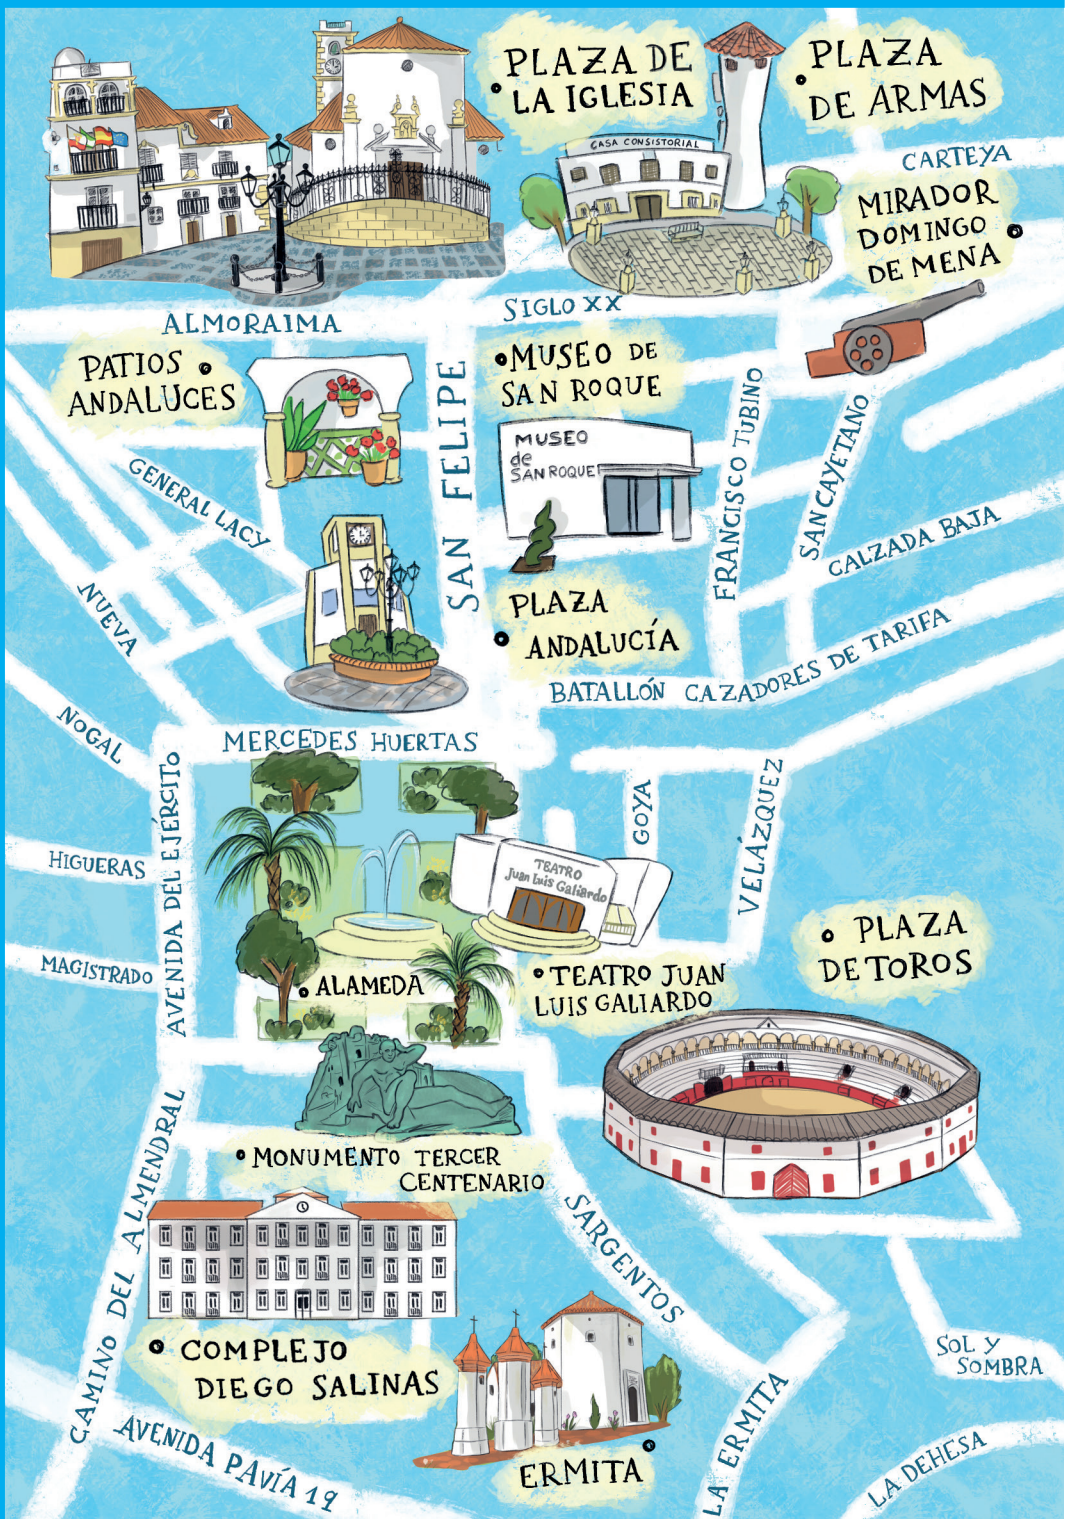 PLAZA DE
LA IGLESIA
PLAZA
DE ARMAS
CASA CONSISTORIAL
CARTEYA
MIRADOR
DOMINGO
DE MENA
SIGLO XX
ALMORAIMA
PATIOS
ANDALUCES
SAN FELIPE
MUSEO DE
SAN ROQUE
MUSEO
de
SAN ROQUE
FRANCISCO TUBINO
SAN CAYETANO
GENERAL LACY
CALZADA BAJA
NUEVA
PLAZA
ANDALUCÍA
BATALLÓN CAZADORES DE TARIFA
NOGAL
MERCEDES HUERTAS
AVENIDA DEL EJÉRCITO
GOYA
VELÁZQUEZ
HIGUERAS
TEATRO
Juan Luis Galiardo
MAGISTRADO
ALAMEDA
TEATRO JUAN
LUIS GALIARDO
PLAZA
DE TOROS
MONUMENTO TERCER
CENTENARIO
CAMINO DEL ALMENDRAL
SARGENTOS
COMPLEJO
DIEGO SALINAS
SOL Y
SOMBRA
AVENIDA PAVÍA 19
ERMITA
LA ERMITA
LA DEHESA